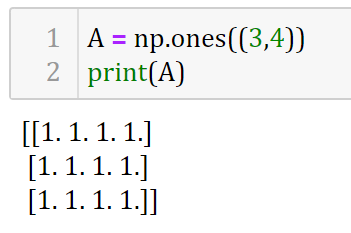 1 A = np.ones((3,4))
2 print(A)
[[1. 1. 1. 1.]
[1. 1. 1. 1.]
[1. 1. 1. 1.]]